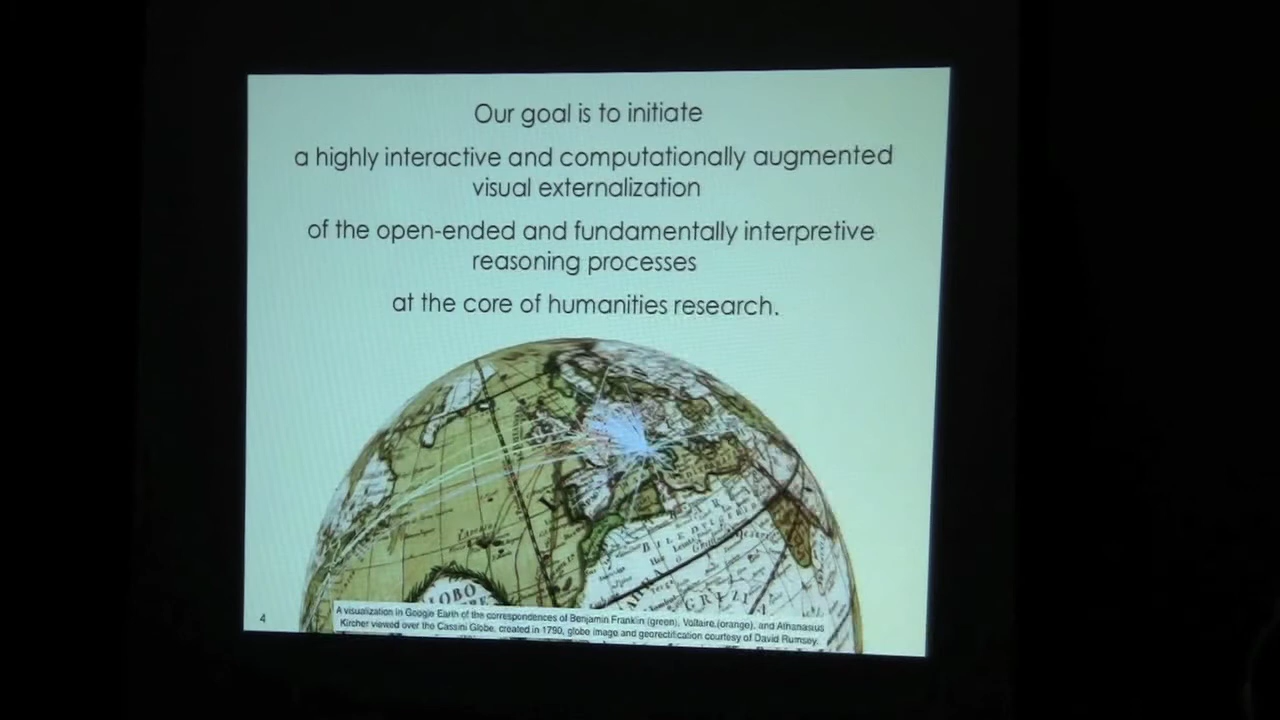 Our goal is to initiate
a highly interactive and computationally augmented
visual externalization
of the open-ended and fundamentally interpretive
reasoning processes
at the core of humanities research.
GLOBO
BILEDULGERID
4
A visualization in Google Earth of the correspondences of Benjamin Franklin (green), Voltaire,(orange), and Athanasius
Kircher viewed over the Cassini Globe, created in 1790, globe image and georectification courtesy of David Rumsey.